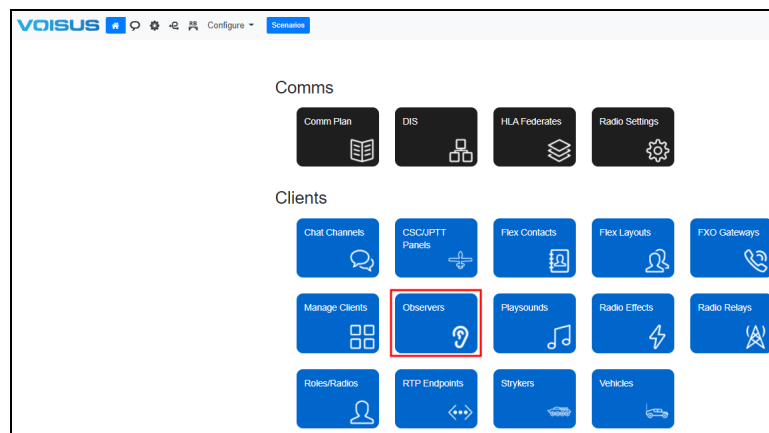 VOISUS Configure Scenarios
Comms
Comm Plan DIS HLA Federates Radio Settings
Clients
Chat Channels CSC/JPTT Flex Contacts Flex Layouts FXO Gateways
Panels
Manage Clients Observers Playsounds Radio Effects Radio Relays
Roles/Radios RTP Endpoints Strykers Vehicles